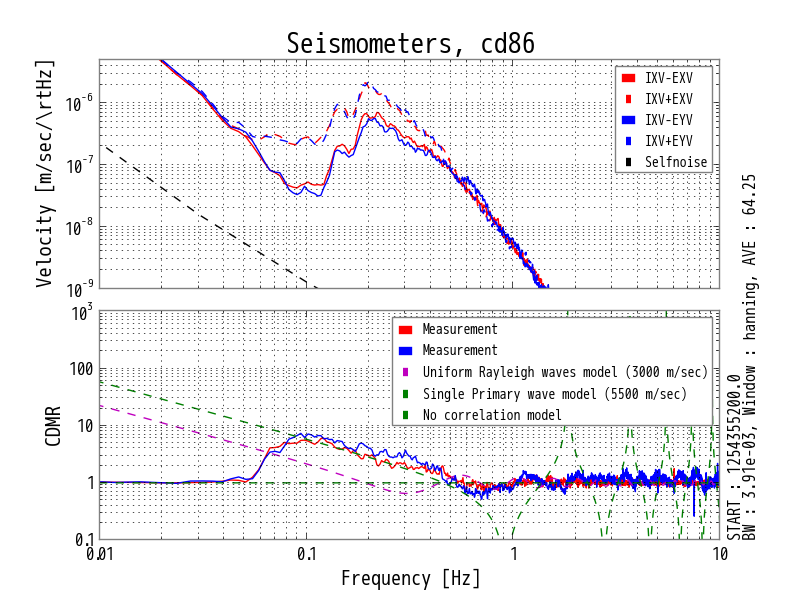 Seismometers, cd86
Velocity [m/sec/\rtHz]
10^-6
10^-7
10^-8
10^-9
IXV-EXV
IXV+EXV
IXV-EYV
IXV+EYV
Selfnoise
CDMR
10^3
100
10
1
0.1
Measurement
Measurement
Uniform Rayleigh waves model (3000 m/sec)
Single Primary wave model (5500 m/sec)
No correlation model
0.01
0.1
1
10
Frequency [Hz]
START : 1254355200.0
BW : 3.91e-03, Window : hanning, AVE : 64.25